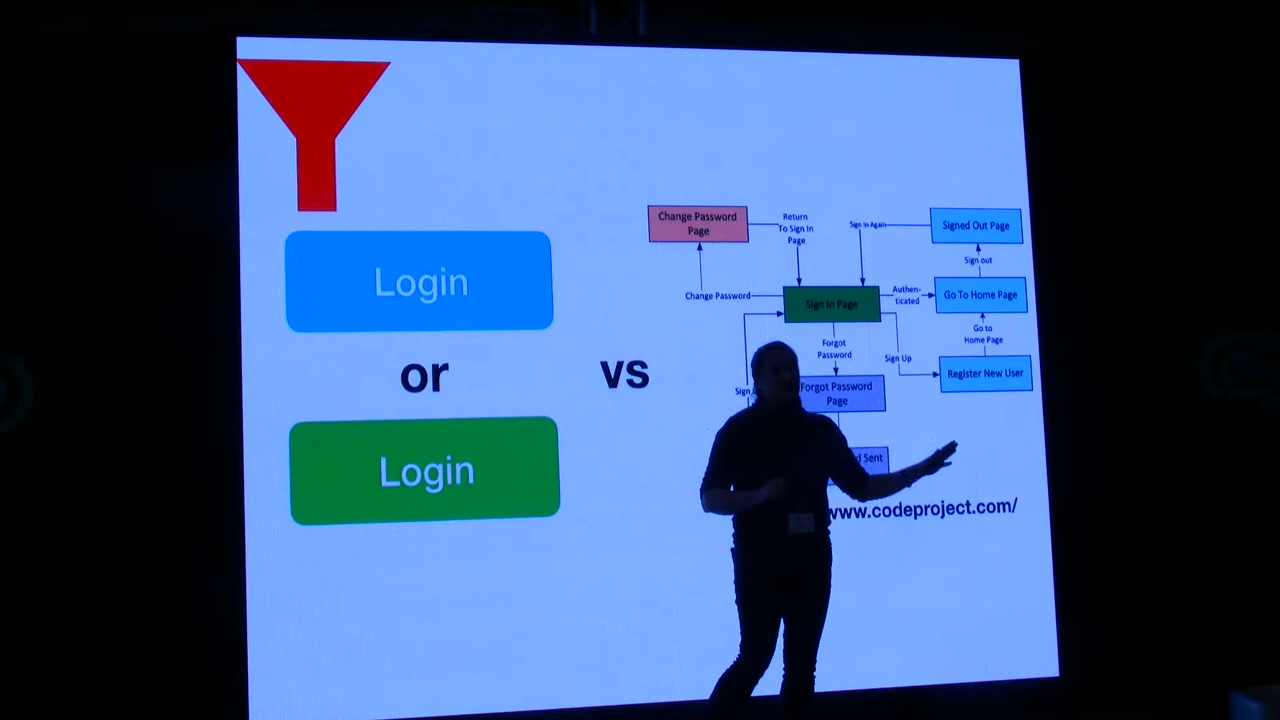 Login
or
Login
vs
Change Password
Page
Return
To Sign In
Page
Sign In Again
Signed Out Page
Sign out
Change Password
Sign In Page
Authen-
ticated
Go To Home Page
Go to
Home Page
Forgot
Password
Sign Up
Register New User
Sign
Forgot Password
Page
Sent
www.codeproject.com/